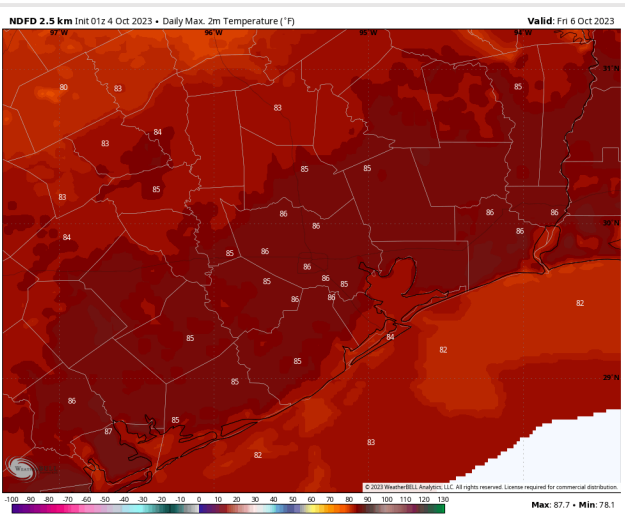 NDFD 2.5 km Init 01z 4 Oct 2023 • Daily Max. 2m Temperature (°F)
Valid: Fri 6 Oct 2023
97°W 96°W 95°W 94°W
31°N
80 83 83 85
84
83
85 85
85
83
86 86 86
84 86 86
30°N
85 86
86
85 86 85
86 86
82
85 84
82
85
85
29°N
86
85
87
82 83
© 2023 WeatherBELL Analytics, LLC. All rights reserved. License required for commercial distribution.
-100 -90 -80 -70 -60 -50 -40 -30 -20 -10 0 10 20 30 40 50 60 70 80 90 100 110 120 130
Max: 87.7 • Min: 78.1